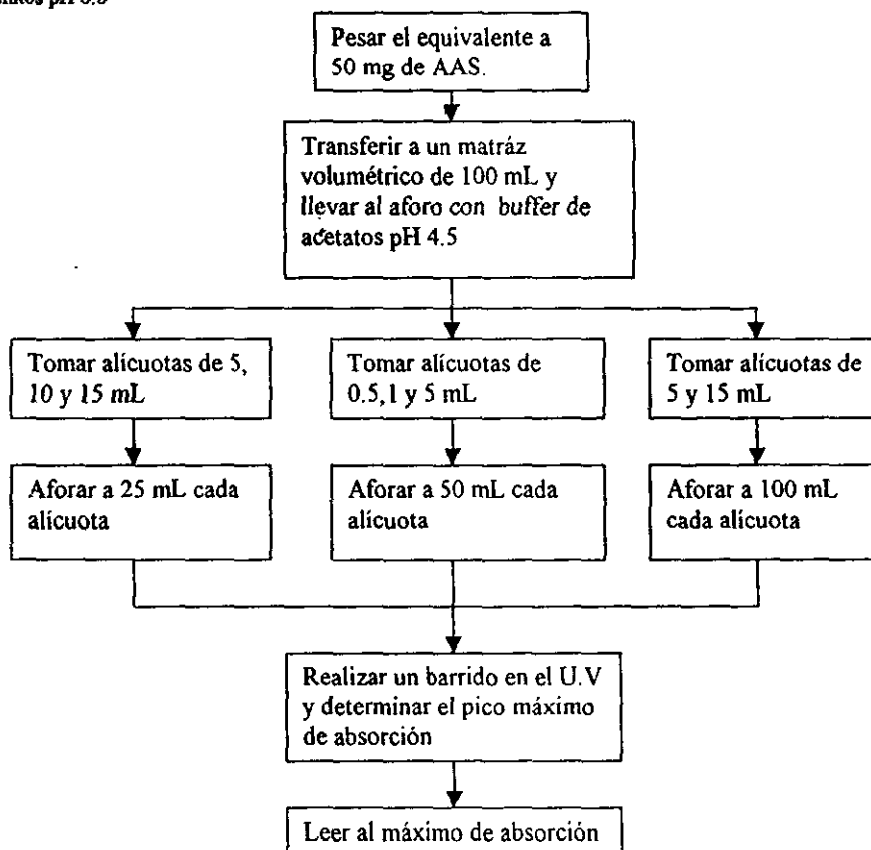 pH
Pesar el equivalente a
50 mg de AAS.
Transferir a un matráz
volumétrico de 100 mL y
llevar al aforo con buffer de
acetatos pH 4.5
Tomar alícuotas de 5,
10 y 15 mL
Tomar alícuotas de
0.5,1 y 5 mL
Tomar alícuotas de
5 y 15 mL
Aforar a 25 mL cada
alícuota
Aforar a 50 mL cada
alícuota
Aforar a 100 mL
cada alícuota
Realizar un barrido en el U.V
y determinar el pico máximo
de absorción
Leer al máximo de absorción